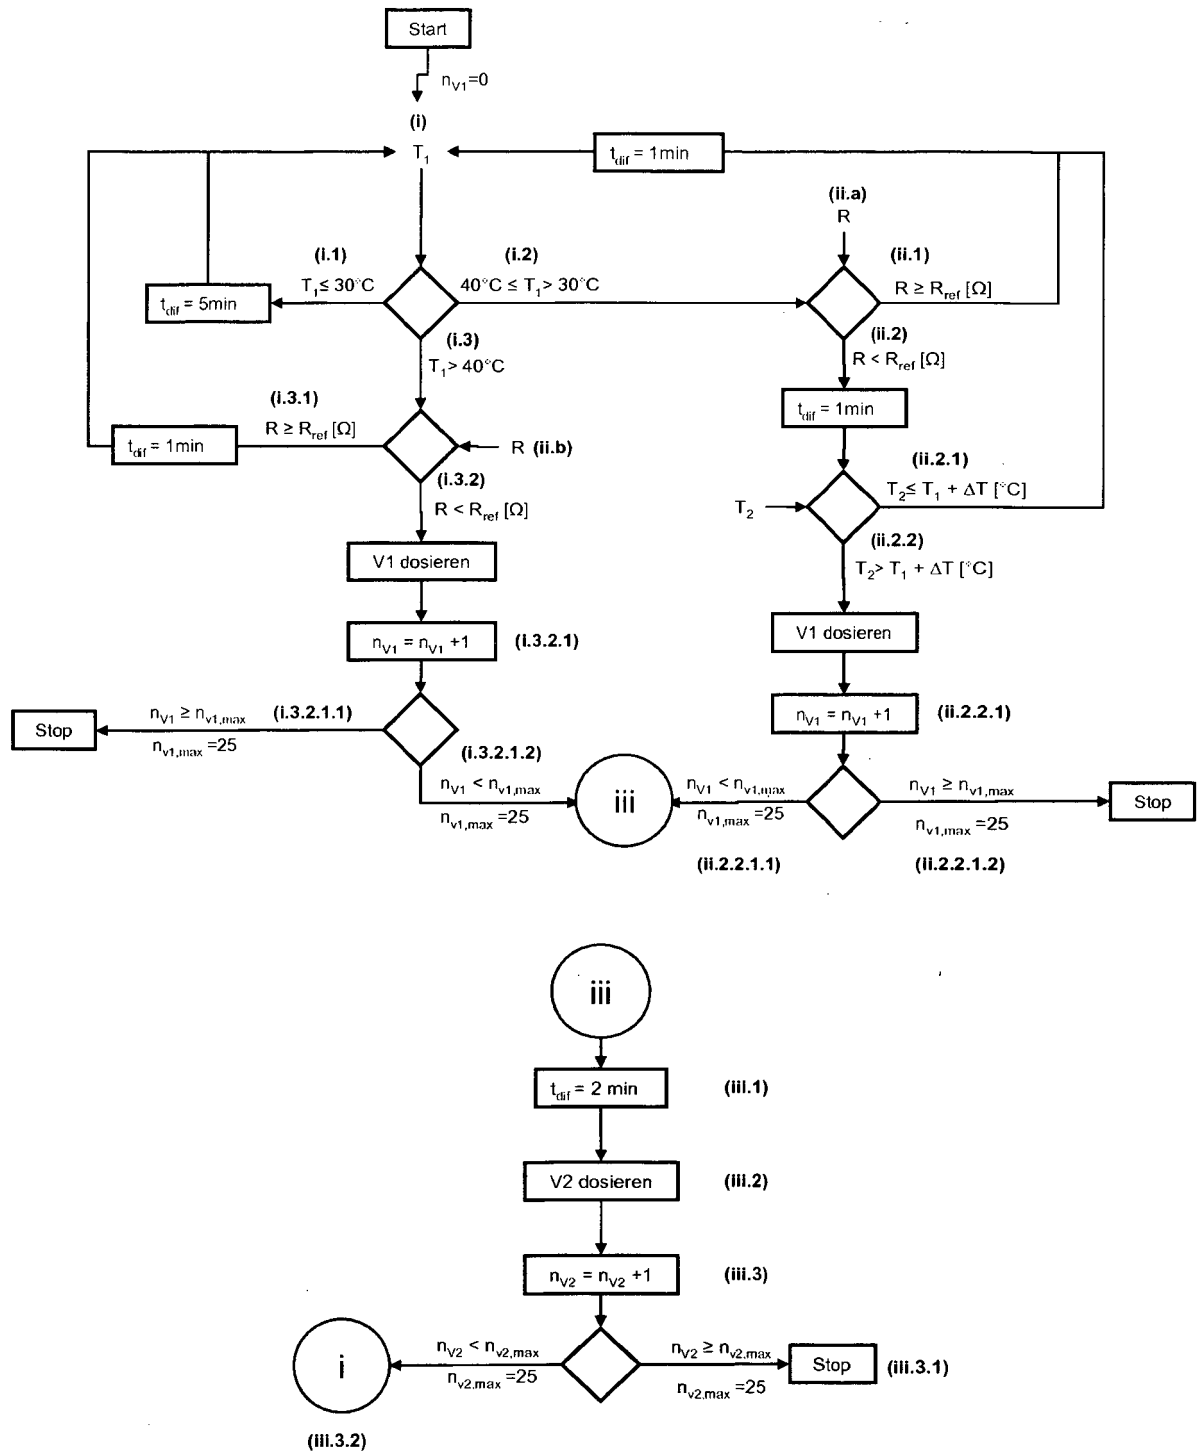 Start
nV1=0
(i)
T1
tdif = 1min
(ii.a)
R
(i.1)
(i.2)
(ii.1)
T1≤ 30°C
40°C ≤ T1> 30°C
R ≥ Rref [Ω]
tdif = 5min
(i.3)
(ii.2)
T1> 40°C
R < Rref [Ω]
(i.3.1)
tdif = 1min
R ≥ Rref [Ω]
tdif = 1min
R (ii.b)
(ii.2.1)
(i.3.2)
T2≤ T1 + ΔT [°C]
R < Rref [Ω]
T2
(ii.2.2)
V1 dosieren
T2> T1 + ΔT [°C]
nV1 = nV1 +1
(i.3.2.1)
V1 dosieren
Stop
nV1 ≥ nv1,max
(i.3.2.1.1)
nv1,max =25
nV1 = nV1 +1
(ii.2.2.1)
(i.3.2.1.2)
nV1 < nv1,max
nv1,max =25
iii
nV1 < nv1,max
nv1,max =25
nV1 ≥ nv1,max
nv1,max =25
Stop
(ii.2.2.1.1)
(ii.2.2.1.2)
iii
tdif = 2 min
(iii.1)
V2 dosieren
(iii.2)
nV2 = nV2 +1
(iii.3)
i
nV2 < nv2,max
nv2,max =25
nV2 ≥ nv2,max
nv2,max =25
Stop
(iii.3.1)
(iii.3.2)